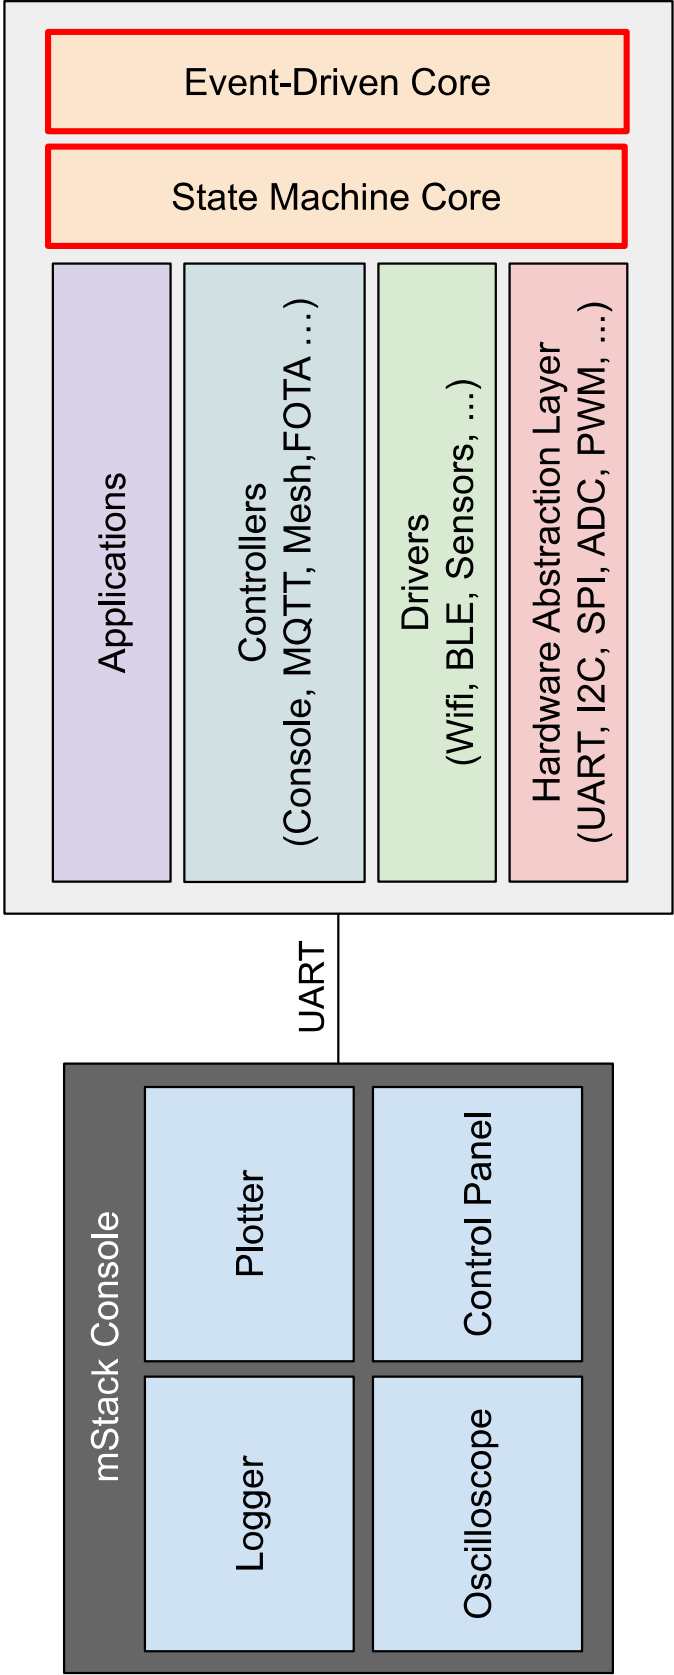 Event-Driven Core
State Machine Core
Applications
Controllers
(Console, MQTT, Mesh,FOTA ...)
Drivers
(Wifi, BLE, Sensors, ...)
Hardware Abstraction Layer
(UART, I2C, SPI, ADC, PWM, ...)
UART
mStack Console
Logger
Plotter
Oscilloscope
Control Panel